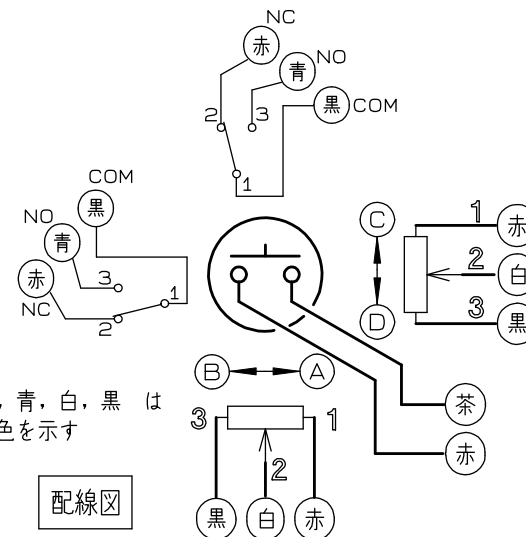 NC
赤
青 NO
黒 COM
2 3
1
COM
黒
NO
青
赤
NC
3
1
2
C
D
1 赤
2 白
3 黒
B A
3 1
2
黒 白 赤
茶
赤
, 青, 白, 黒 は
色を示す
配線図